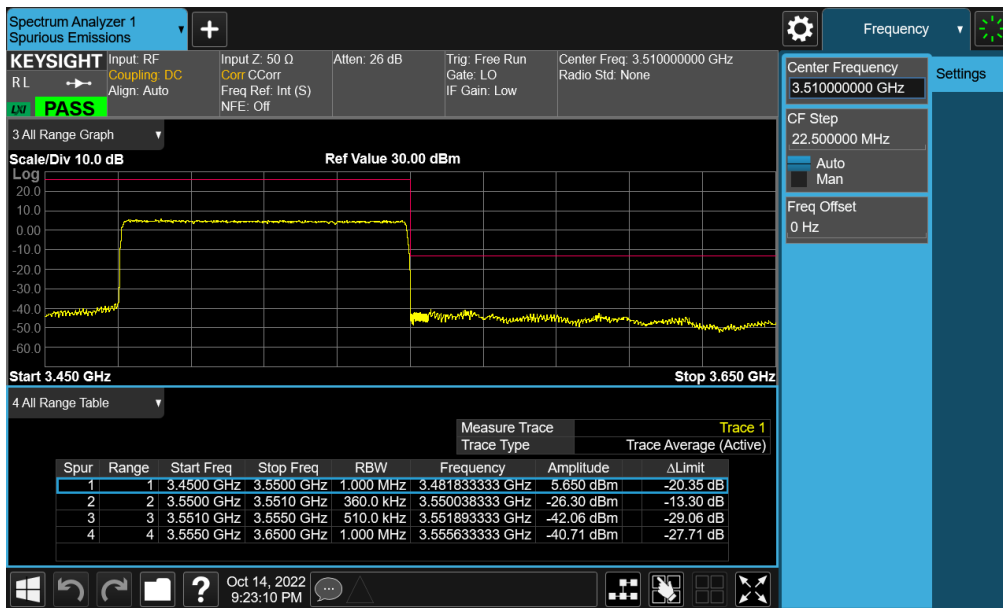 Spectrum Analyzer 1
Spurious Emissions
Frequency
KEYSIGHT
R L
LXI PASS
Input: RF
Coupling: DC
Align: Auto
Input Z: 50 Ω
Corr CCorr
Freq Ref: Int (S)
NFE: Off
Atten: 26 dB
Trig: Free Run
Gate: LO
IF Gain: Low
Center Freq: 3.510000000 GHz
Radio Std: None
Center Frequency
3.510000000 GHz
Settings
CF Step
22.500000 MHz
Auto
Man
Freq Offset
0 Hz
3 All Range Graph
Scale/Div 10.0 dB Ref Value 30.00 dBm
Log
20.0
10.0
0.00
-10.0
-20.0
-30.0
-40.0
-50.0
-60.0
Start 3.450 GHz Stop 3.650 GHz
4 All Range Table
Measure Trace Trace 1
Trace Type Trace Average (Active)
Spur Range Start Freq Stop Freq RBW Frequency Amplitude ΔLimit
1 1 3.4500 GHz 3.5500 GHz 1.000 MHz 3.481833333 GHz 5.650 dBm -20.35 dB
2 2 3.5500 GHz 3.5510 GHz 360.0 kHz 3.550038333 GHz -26.30 dBm -13.30 dB
3 3 3.5510 GHz 3.5550 GHz 510.0 kHz 3.551893333 GHz -42.06 dBm -29.06 dB
4 4 3.5550 GHz 3.6500 GHz 1.000 MHz 3.555633333 GHz -40.71 dBm -27.71 dB
?
Oct 14, 2022
9:23:10 PM